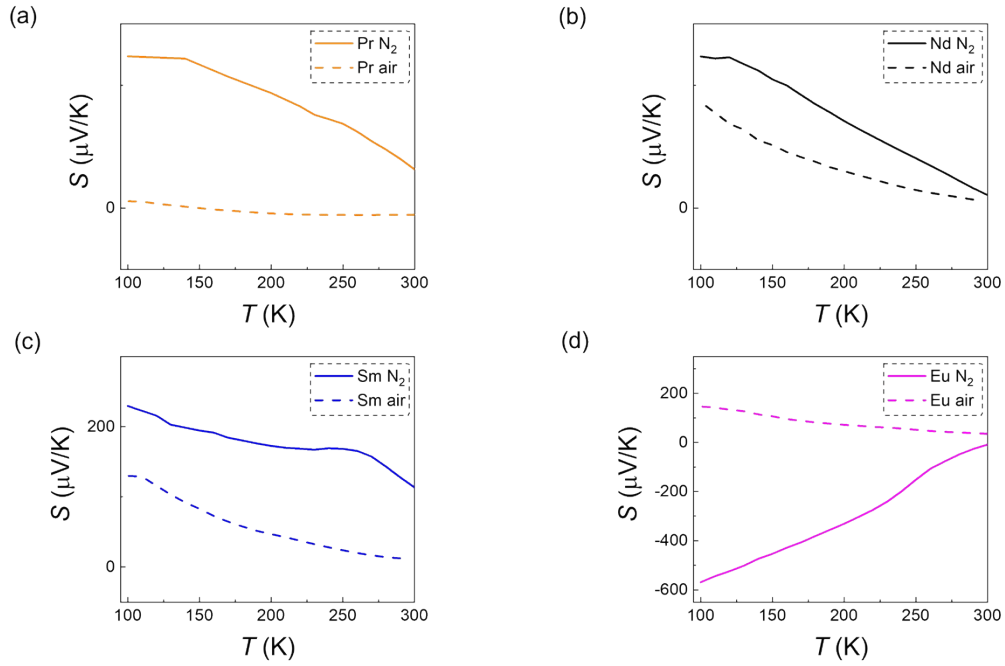 (a)
Pr N₂
Pr air
S (μV/K)
0
100 150 200 250 300
T (K)
(b)
Nd N₂
Nd air
S (μV/K)
0
100 150 200 250 300
T (K)
(c)
Sm N₂
Sm air
S (μV/K)
200
0
100 150 200 250 300
T (K)
(d)
Eu N₂
Eu air
S (μV/K)
200
0
-200
-400
-600
100 150 200 250 300
T (K)